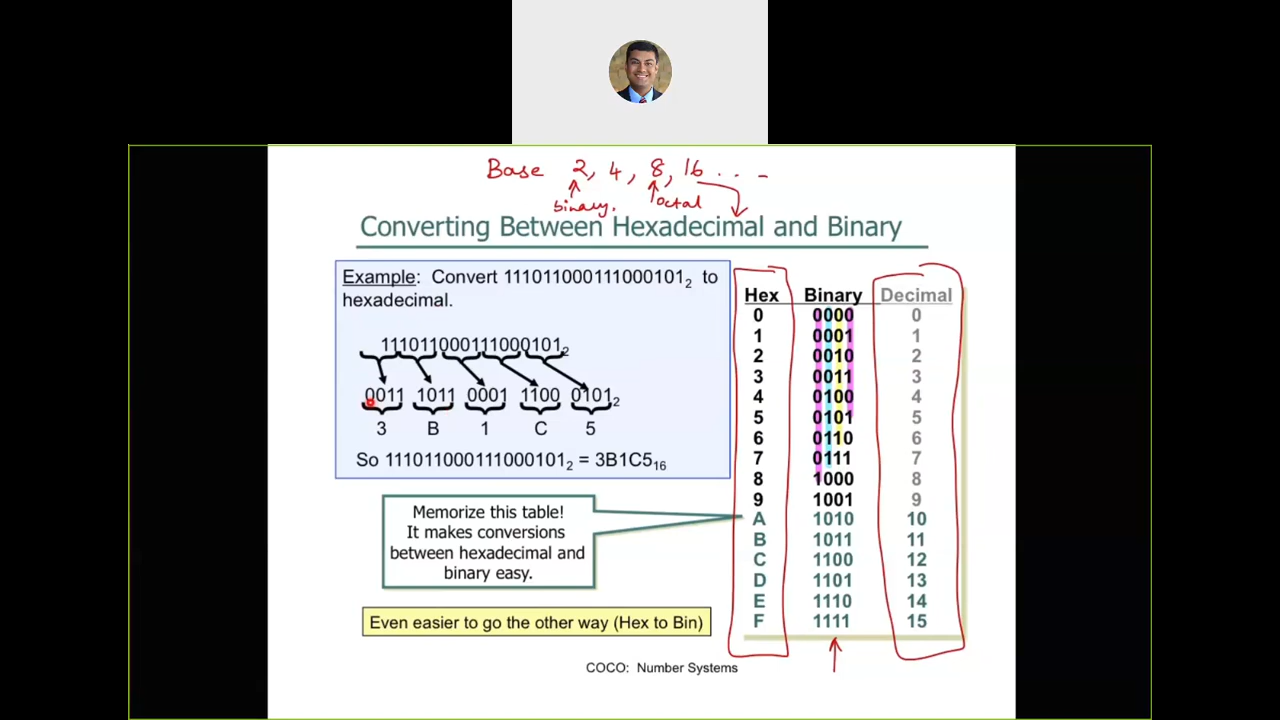 Base 2, 4, 8, 16 . . . –
binary. octal
Converting Between Hexadecimal and Binary
Example: Convert 111011000111000101₂ to
hexadecimal.
111011000111000101₂
0011 1011 0001 1100 0101₂
3 B 1 C 5
So 111011000111000101₂ = 3B1C5₁₆
Memorize this table!
It makes conversions
between hexadecimal and
binary easy.
Even easier to go the other way (Hex to Bin)
Hex Binary Decimal
0 0000 0
1 0001 1
2 0010 2
3 0011 3
4 0100 4
5 0101 5
6 0110 6
7 0111 7
8 1000 8
9 1001 9
A 1010 10
B 1011 11
C 1100 12
D 1101 13
E 1110 14
F 1111 15
COCO: Number Systems